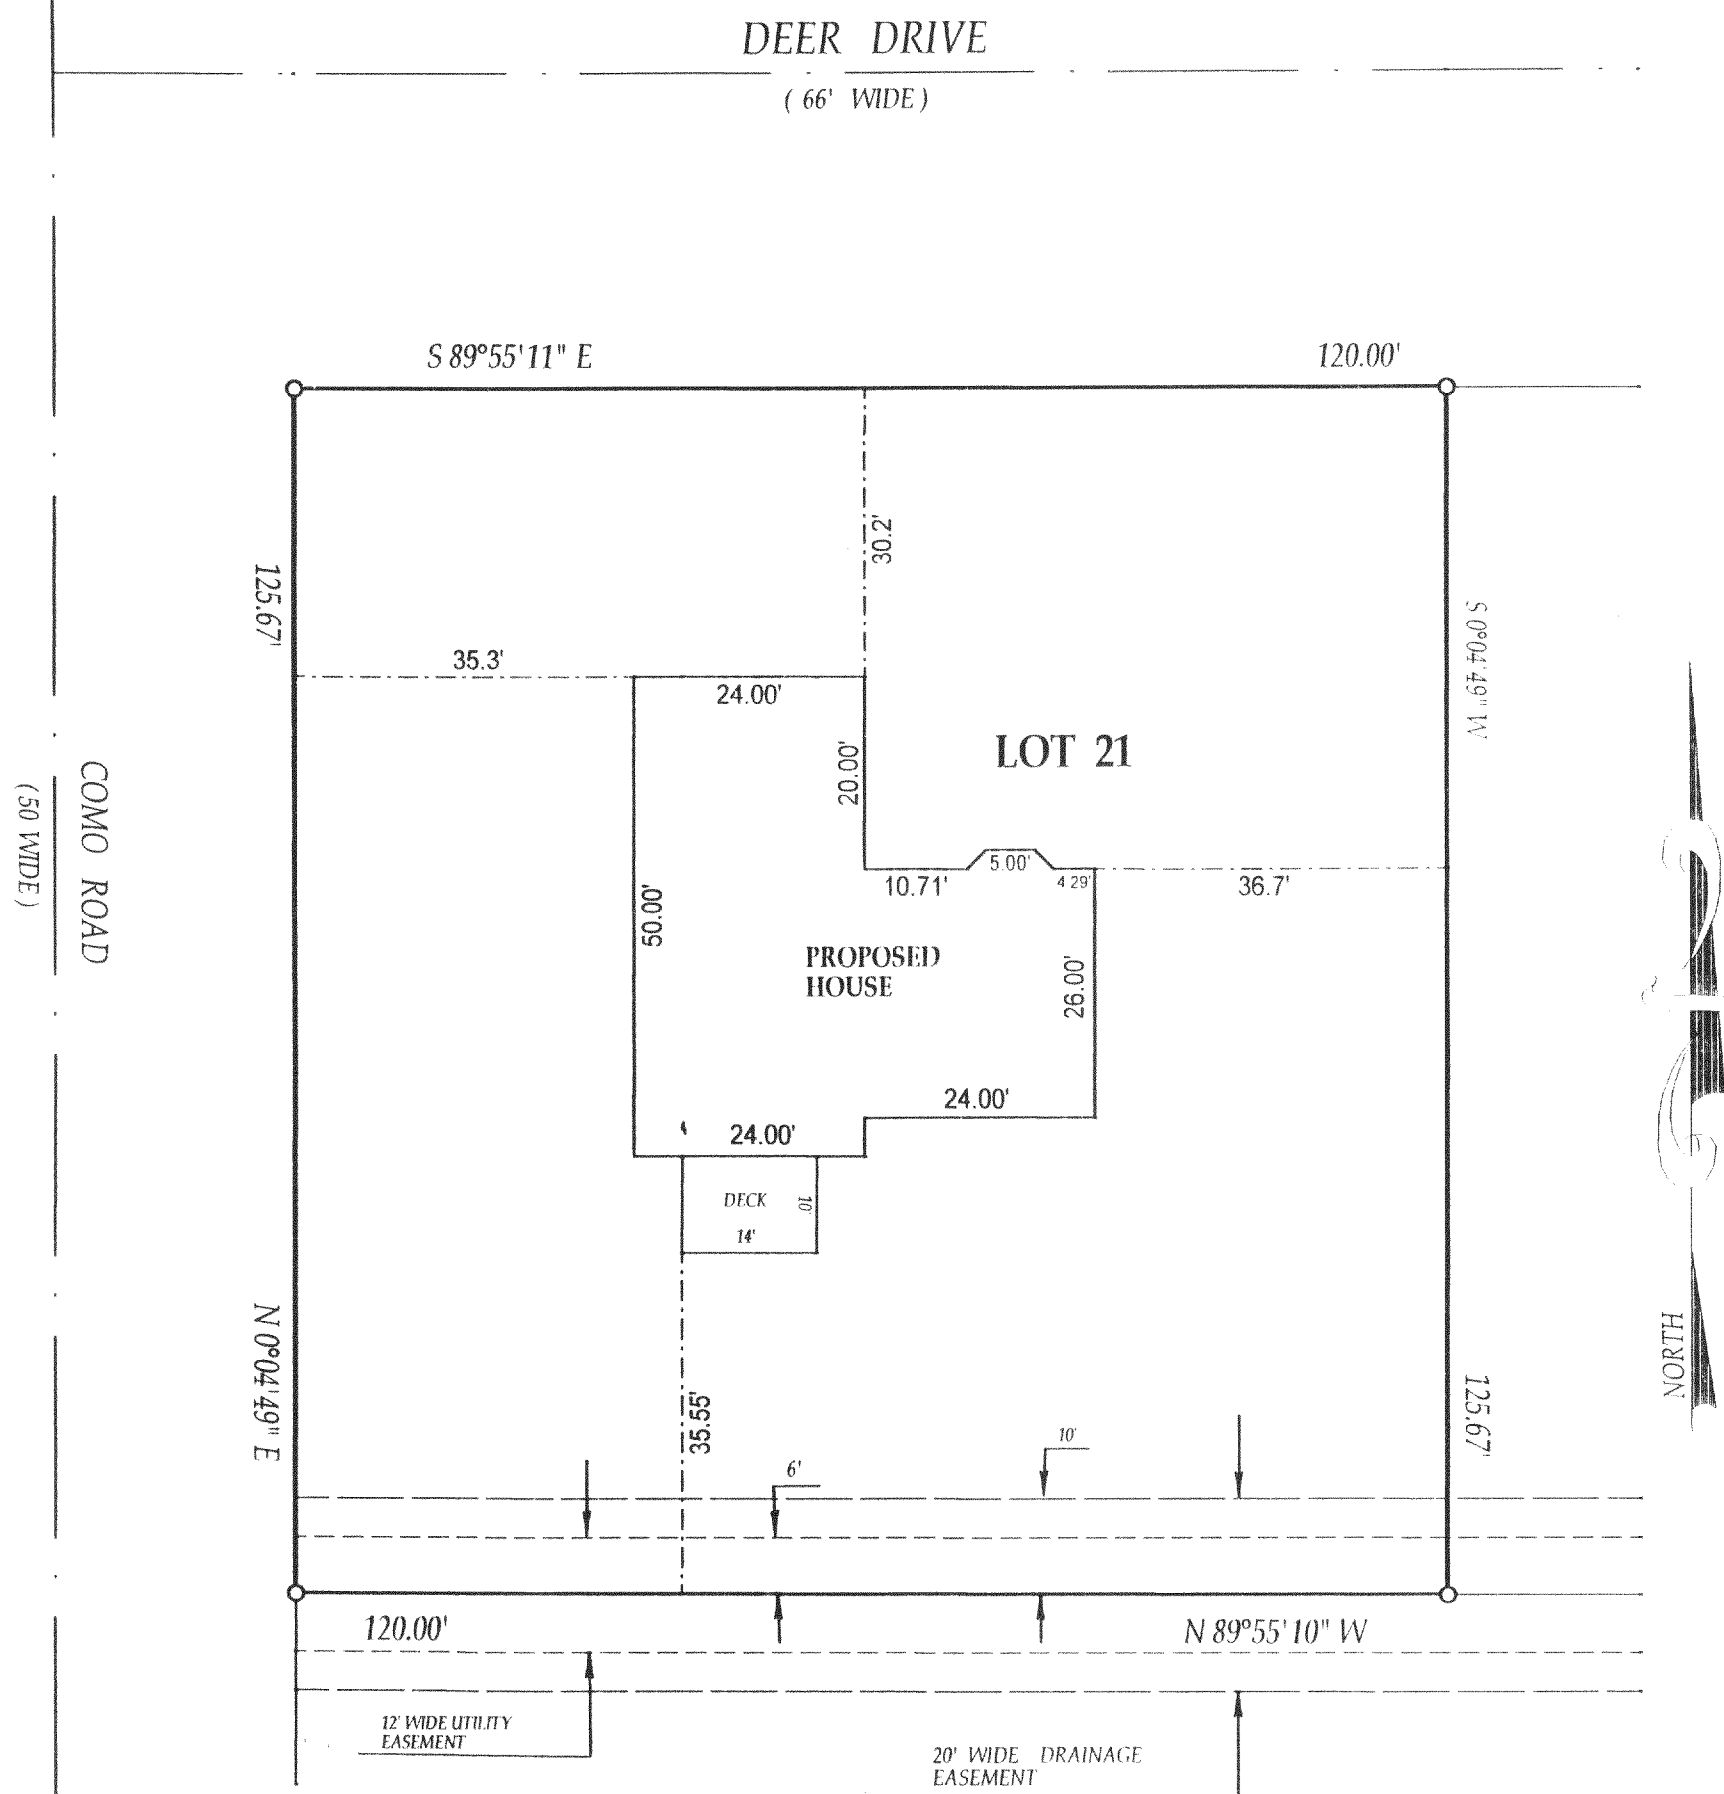 DEER DRIVE
( 66' WIDE )
S 89°55'11" E
120.00'
30.2'
125.67'
35.3'
24.00'
S 0°04'49" W
LOT 21
20.00'
5.00'
10.71'
4 29'
36.7'
COMO ROAD
( 50 WIDE )
50.00'
PROPOSED
HOUSE
26.00'
24.00'
24.00'
DECK
10'
14'
N 0°04'49" E
NORTH
35.55'
125.67'
10'
6'
120.00'
N 89°55'10" W
12' WIDE UTILITY
EASEMENT
20' WIDE DRAINAGE
EASEMENT